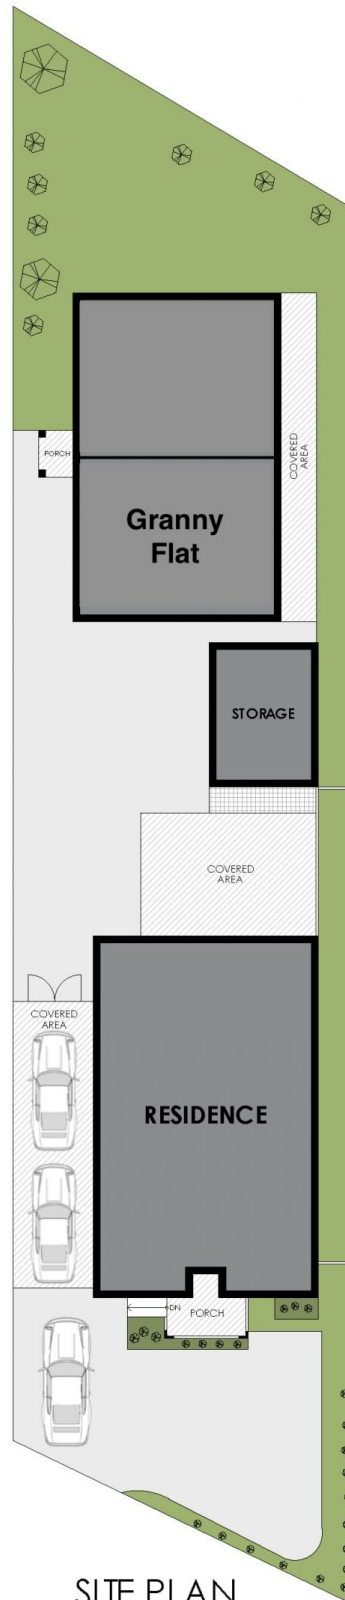 PORCH
COVERED
AREA
Granny
Flat
STORAGE
COVERED
AREA
COVERED
AREA
RESIDENCE
DN
PORCH
SITE PLAN